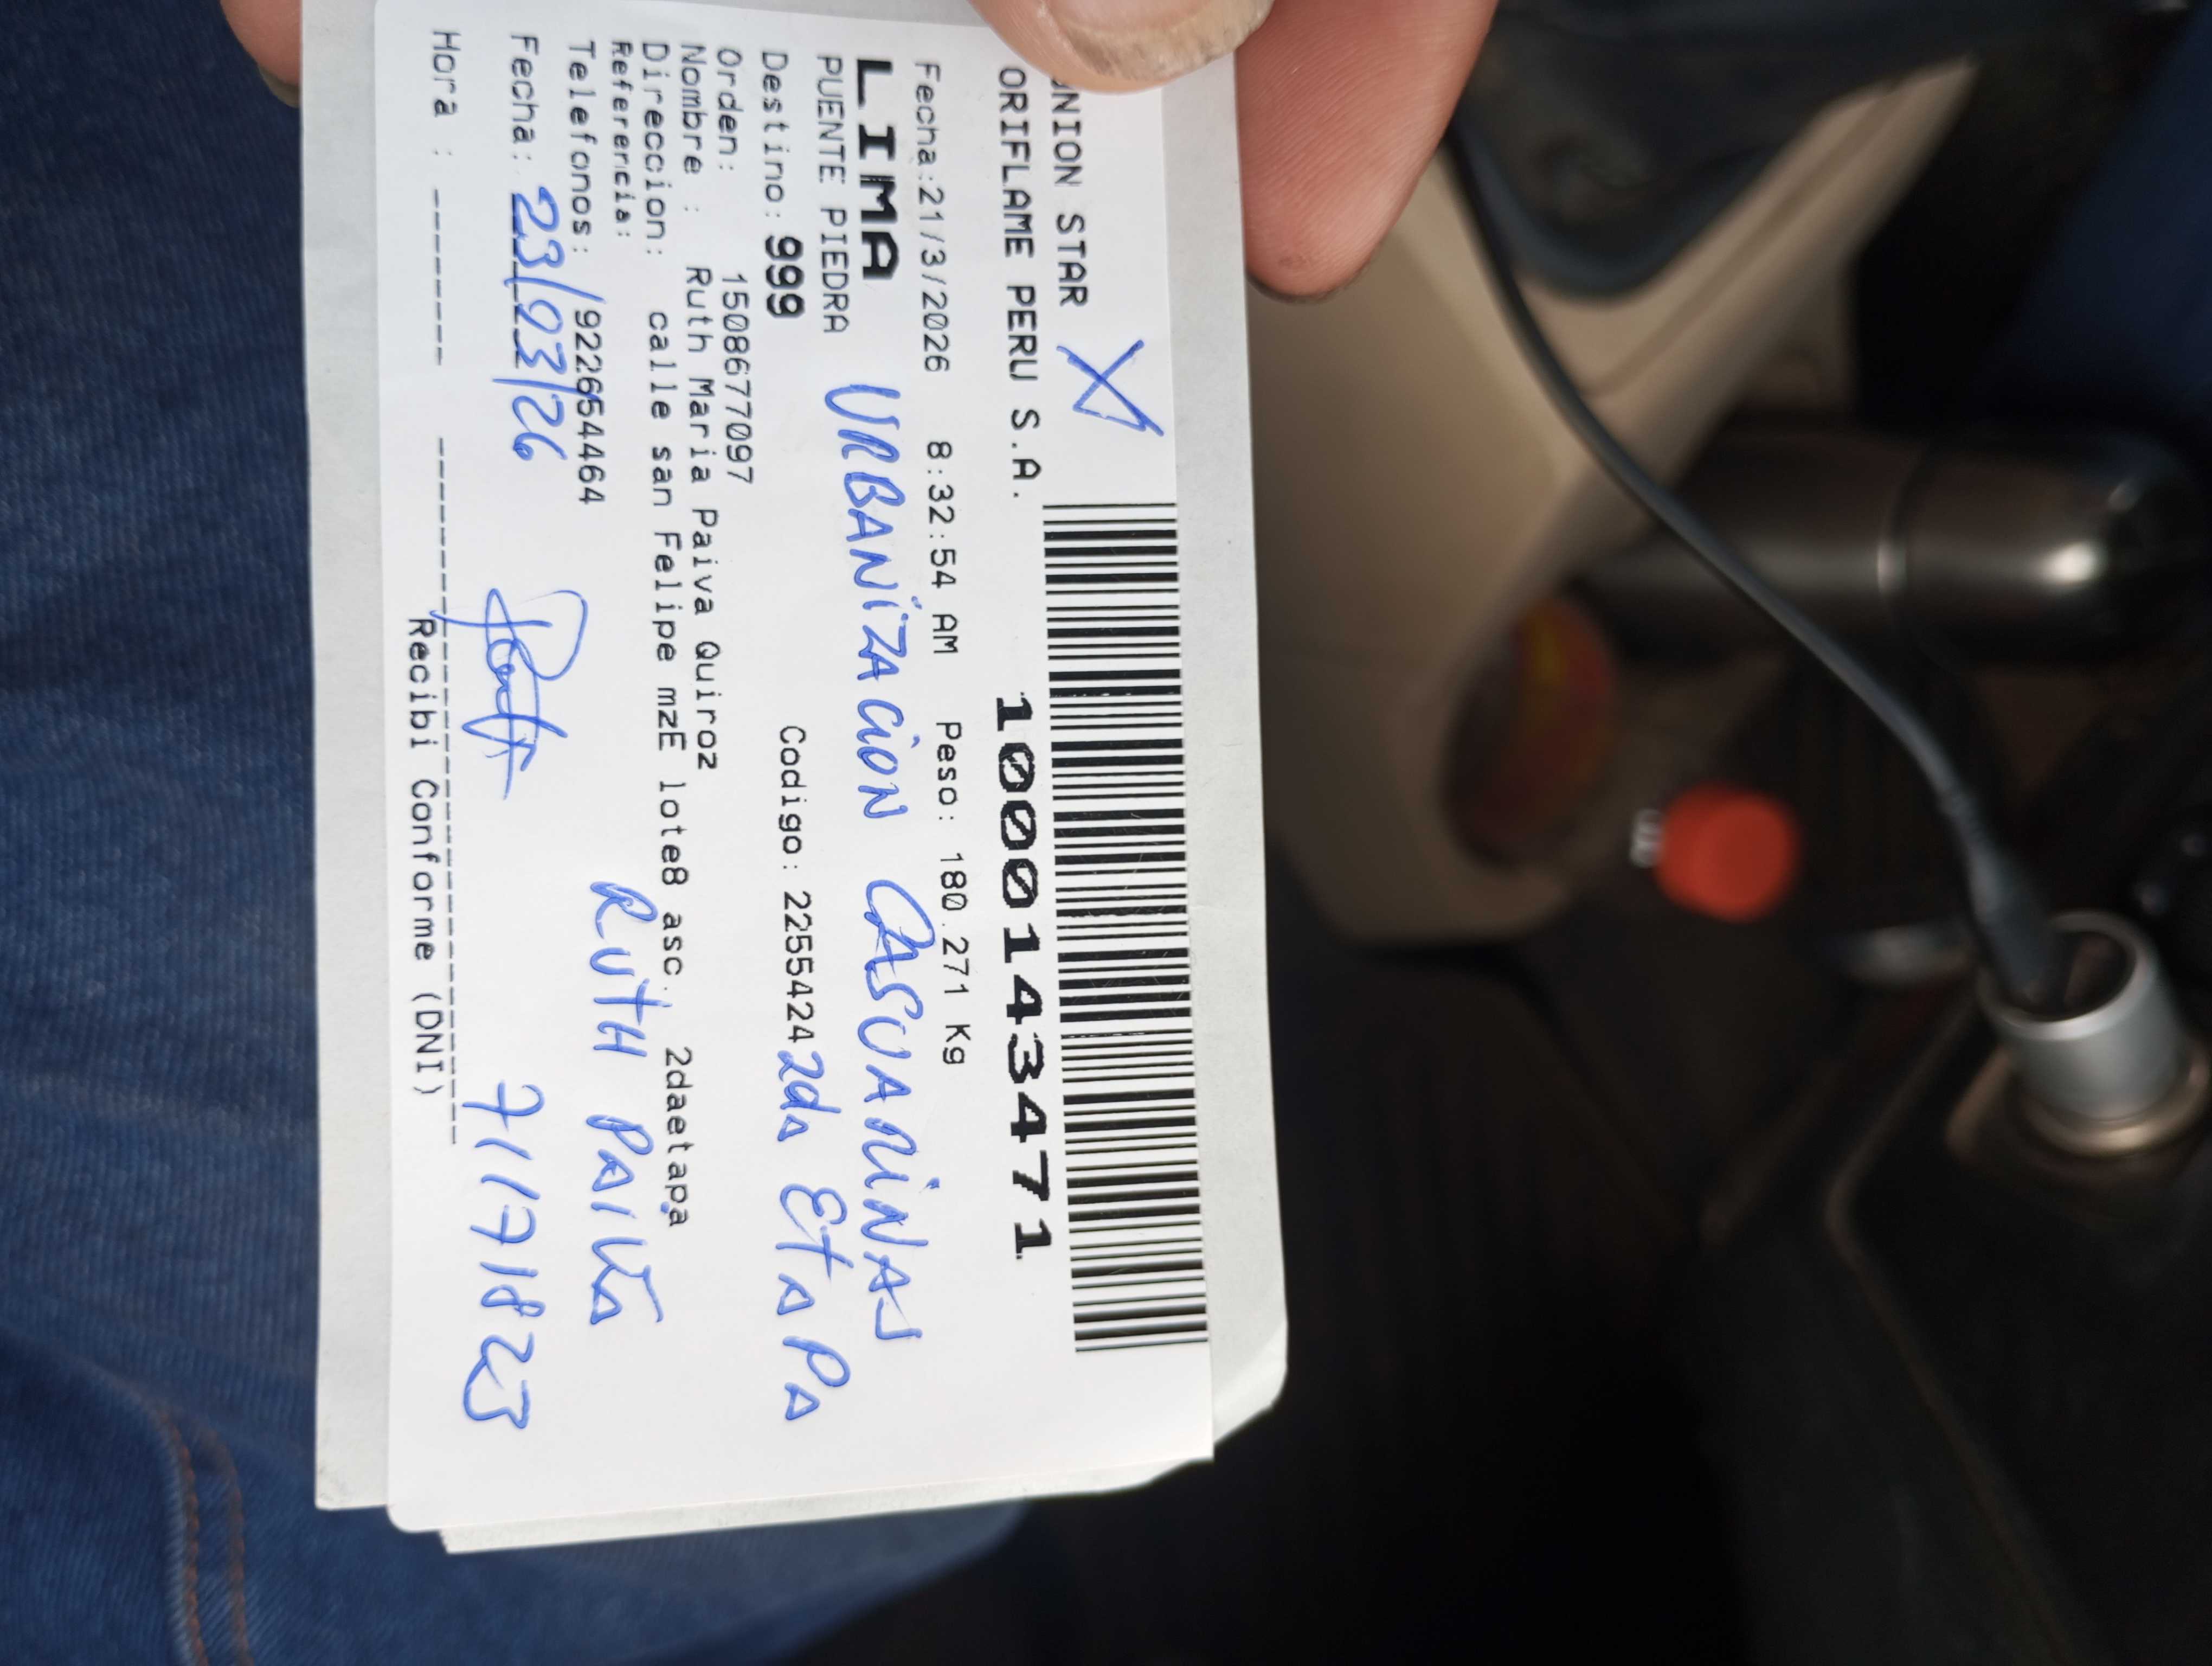 UNION STAR X
ORIFLAME PERU S.A. 1000143471
Fecha:21/3/2026 8:32:54 AM Peso: 180.271 Kg
LIMA
PUENTE PIEDRA URBANiZACiON CASUARiNAS
Destino: 999 Codigo: 2255424 2da EtaPa
Orden: 1508677097
Nombre : Ruth Maria Paiva Quiroz
Direccion: calle san Felipe mzE lote8 asc. 2daetapa
Referencia:
Telefonos: /922654464 RUTH PAIVA
Fecha: 23/03/26
Hora :
Recibi Conforme (DNI)